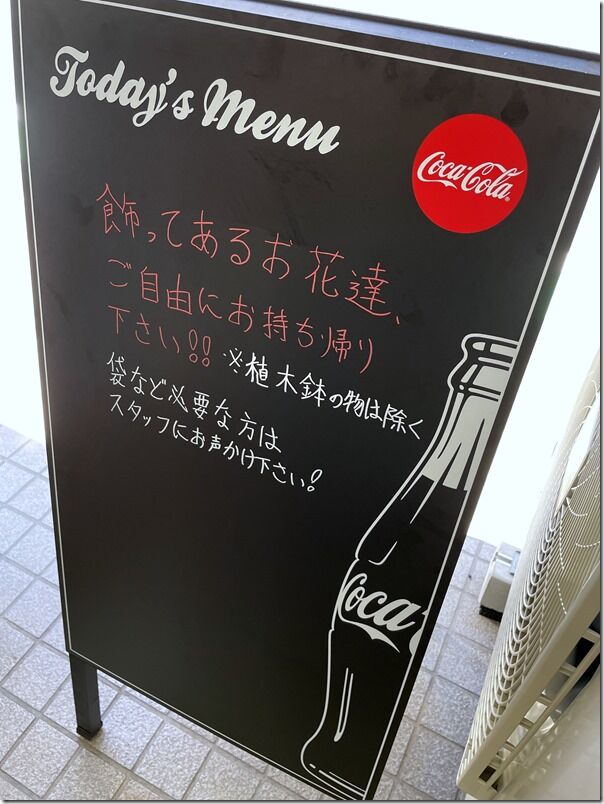 Today's Menu
Coca-Cola
飾ってあるお花達、
ご自由にお持ち帰り
下さい!!
※植木鉢の物は除く
袋など必要な方は
スタッフにお声かけ下さい!
Coca